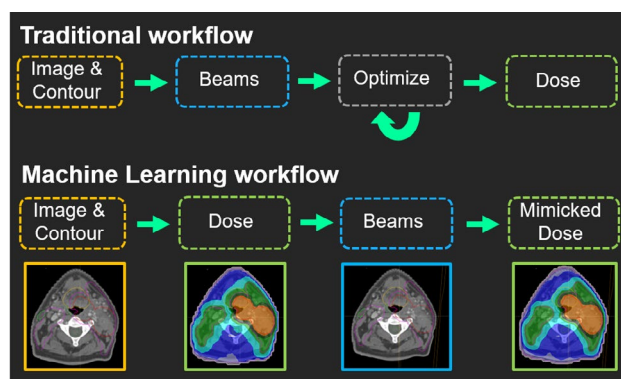 Traditional workflow
Image &
Contour
Beams
Optimize
Dose
Machine Learning workflow
Image &
Contour
Dose
Beams
Mimicked
Dose